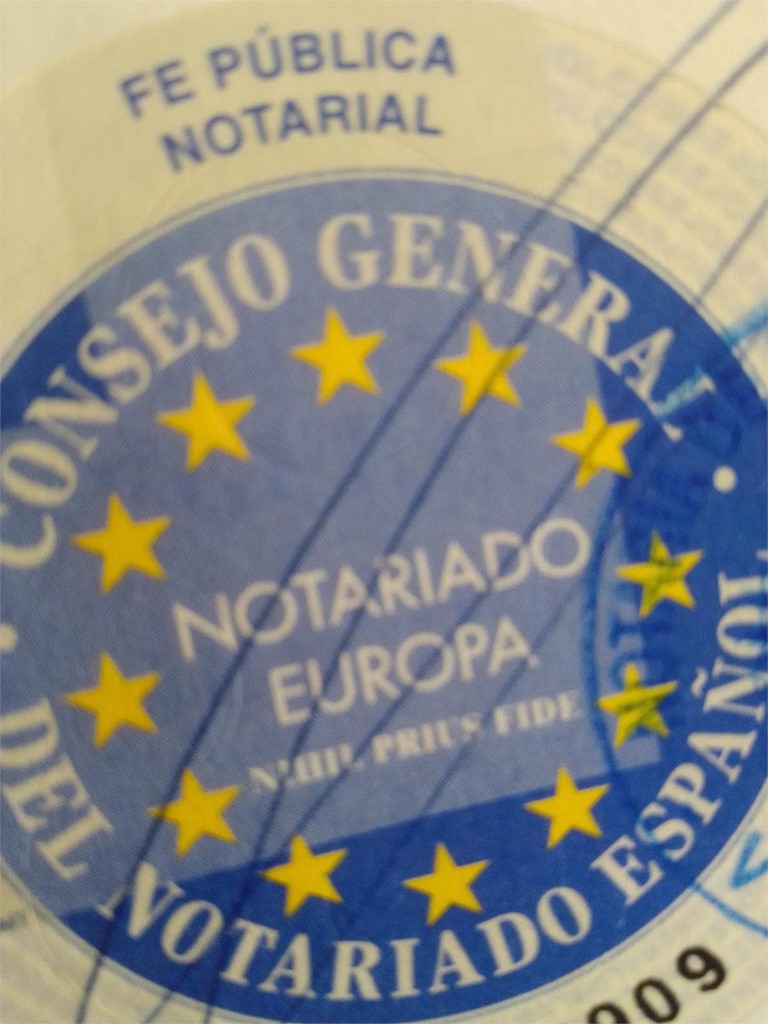 FE PÚBLICA
NOTARIAL
· CONSEJO GENERAL ·
NOTARIADO
EUROPA
NIHIL PRIUS FIDE
DEL NOTARIADO ESPAÑOL
909